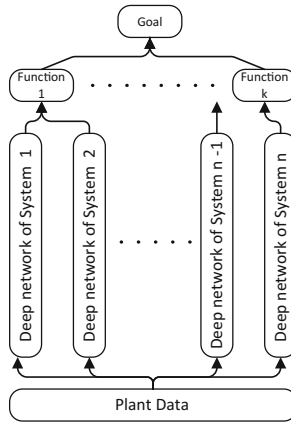 Goal
Function
1
Function
k
Deep network of System 1
Deep network of System 2
Deep network of System n -1
Deep network of System n
Plant Data